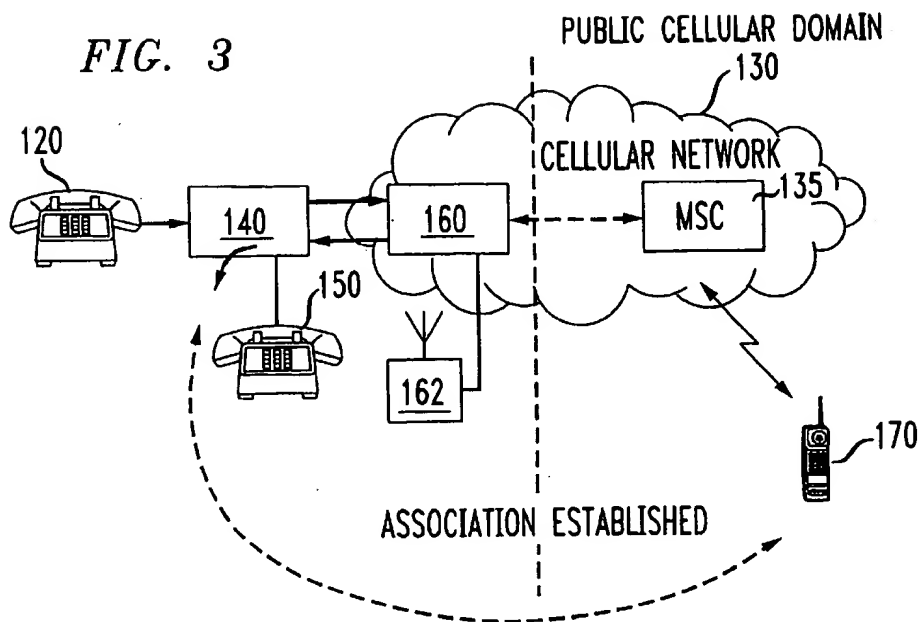 FIG. 3
PUBLIC CELLULAR DOMAIN
130
120
CELLULAR NETWORK
140
160
MSC
135
150
162
170
ASSOCIATION ESTABLISHED